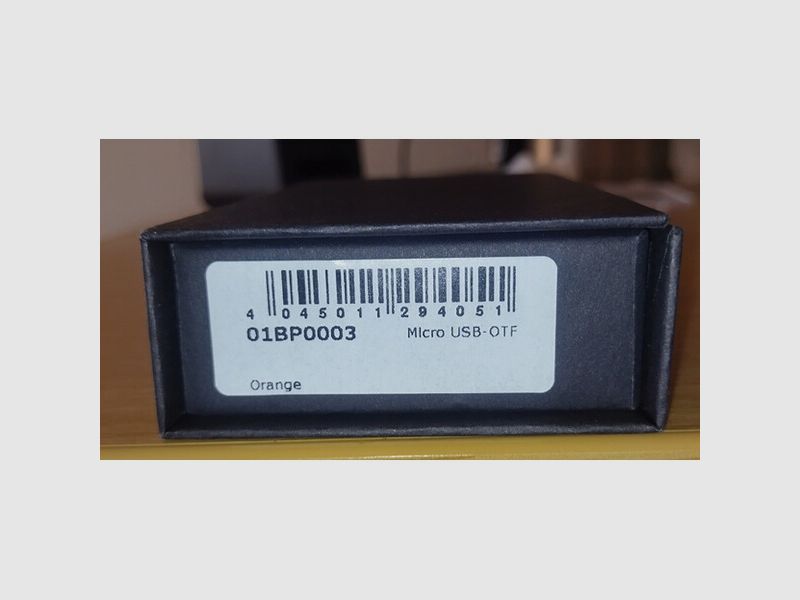 4 045011 294051
01BP0003 Micro USB-OTF
Orange